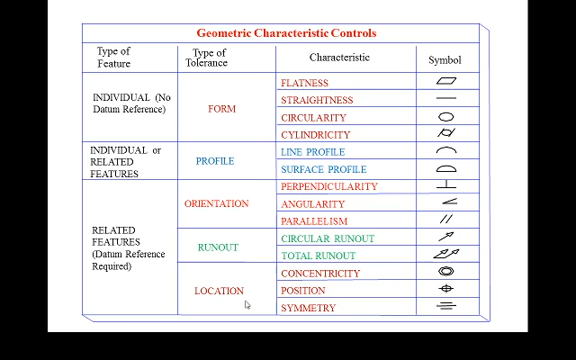 Geometric Characteristic Controls
Type of
Feature
Type of
Tolerance
Characteristic
Symbol
INDIVIDUAL (No
Datum Reference)
FORM
FLATNESS
STRAIGHTNESS
CIRCULARITY
CYLINDRICITY
INDIVIDUAL or
RELATED
FEATURES
PROFILE
LINE PROFILE
SURFACE PROFILE
RELATED
FEATURES
(Datum Reference
Required)
ORIENTATION
PERPENDICULARITY
ANGULARITY
PARALLELISM
RUNOUT
CIRCULAR RUNOUT
TOTAL RUNOUT
LOCATION
CONCENTRICITY
POSITION
SYMMETRY